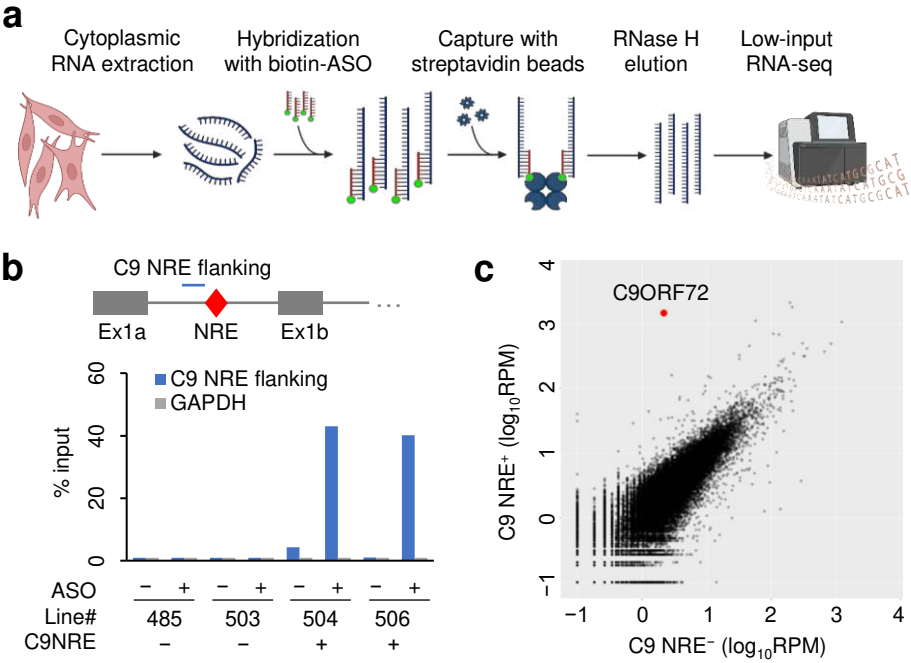 a
Cytoplasmic
RNA extraction
Hybridization
with biotin-ASO
Capture with
streptavidin beads
RNase H
elution
Low-input
RNA-seq
b
C9 NRE flanking
Ex1a
NRE
Ex1b
...
60
40
20
0
% input
C9 NRE flanking
GAPDH
ASO − + − + − + − +
Line# 485 503 504 506
C9NRE − − + +
c
4
3
2
1
0
−1
C9 NRE⁺ (log₁₀RPM)
C9ORF72
−1 0 1 2 3 4
C9 NRE⁻ (log₁₀RPM)